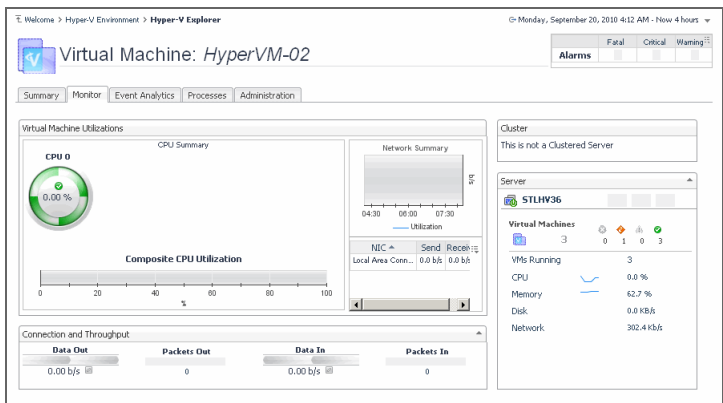 Welcome > Hyper-V Environment > Hyper-V Explorer
Monday, September 20, 2010 4:12 AM - Now 4 hours
Virtual Machine: HyperVM-02
Fatal Critical Warning
Alarms
Summary Monitor Event Analytics Processes Administration
Virtual Machine Utilizations
CPU Summary
CPU 0
0.00 %
Composite CPU Utilization
0 20 40 60 80 100
%
Network Summary
b/s
04:30 06:00 07:30
Utilization
NIC Send Receiv
Local Area Conn... 0.0 b/s 0.0 b/s
Connection and Throughput
Data Out Packets Out Data In Packets In
0.00 b/s 0 0.00 b/s 0
Cluster
This is not a Clustered Server
Server
STLHV36
Virtual Machines
3 0 1 0 3
VMs Running 3
CPU 0.0 %
Memory 62.7 %
Disk 0.0 KB/s
Network 302.4 Kb/s